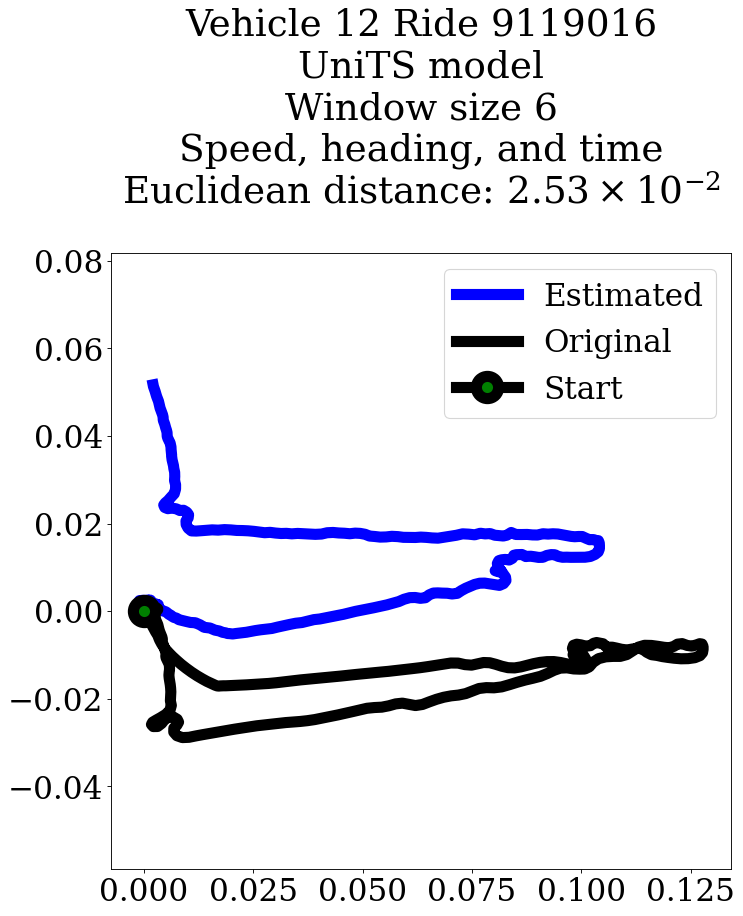 Vehicle 12 Ride 9119016
UniTS model
Window size 6
Speed, heading, and time
Euclidean distance: 2.53 × 10⁻²
0.08
0.06
0.04
0.02
0.00
−0.02
−0.04
Estimated
Original
Start
0.000 0.025 0.050 0.075 0.100 0.125